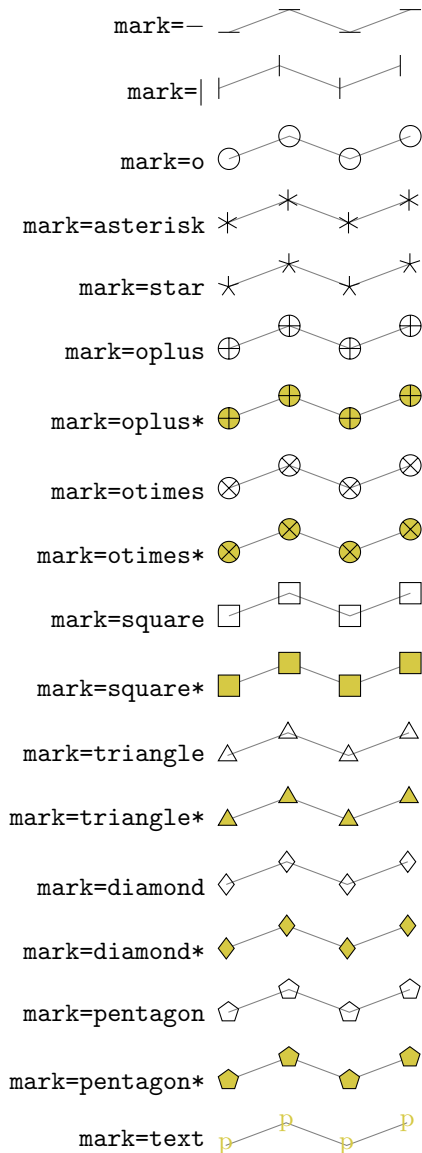 mark=−
mark=|
mark=o
mark=asterisk
mark=star
mark=oplus
mark=oplus*
mark=otimes
mark=otimes*
mark=square
mark=square*
mark=triangle
mark=triangle*
mark=diamond
mark=diamond*
mark=pentagon
mark=pentagon*
mark=text p p p p